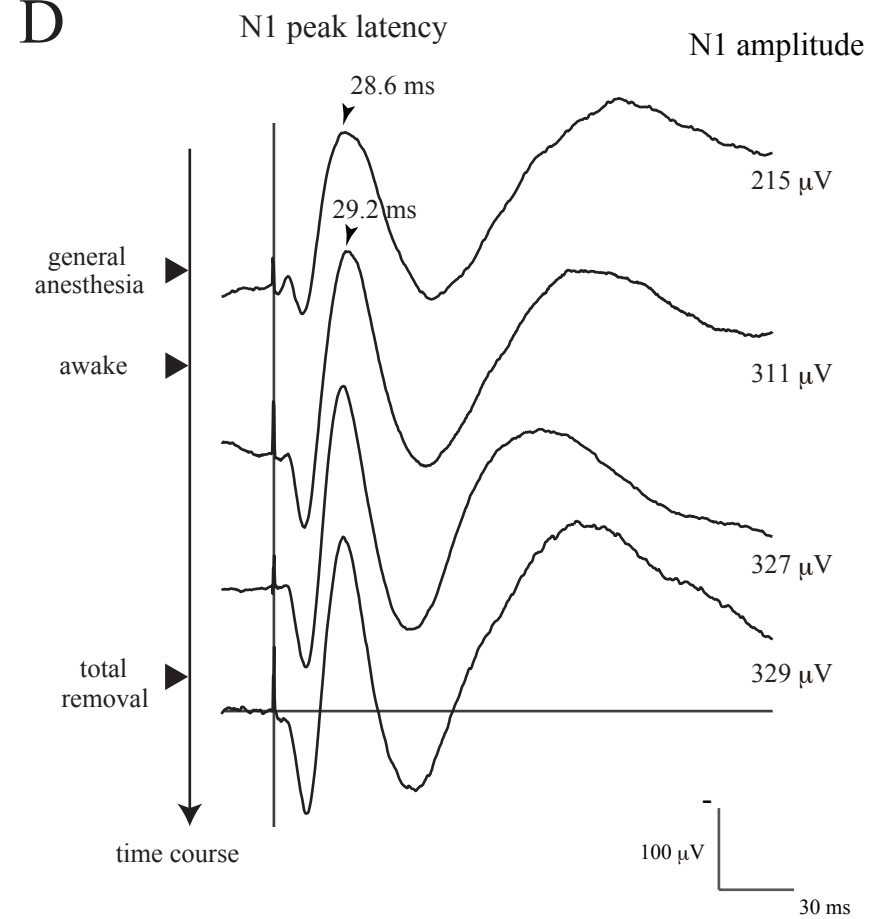 D
N1 peak latency
N1 amplitude
28.6 ms
215 µV
29.2 ms
general
anesthesia
awake
311 µV
327 µV
total
removal
329 µV
time course
-
100 µV
30 ms